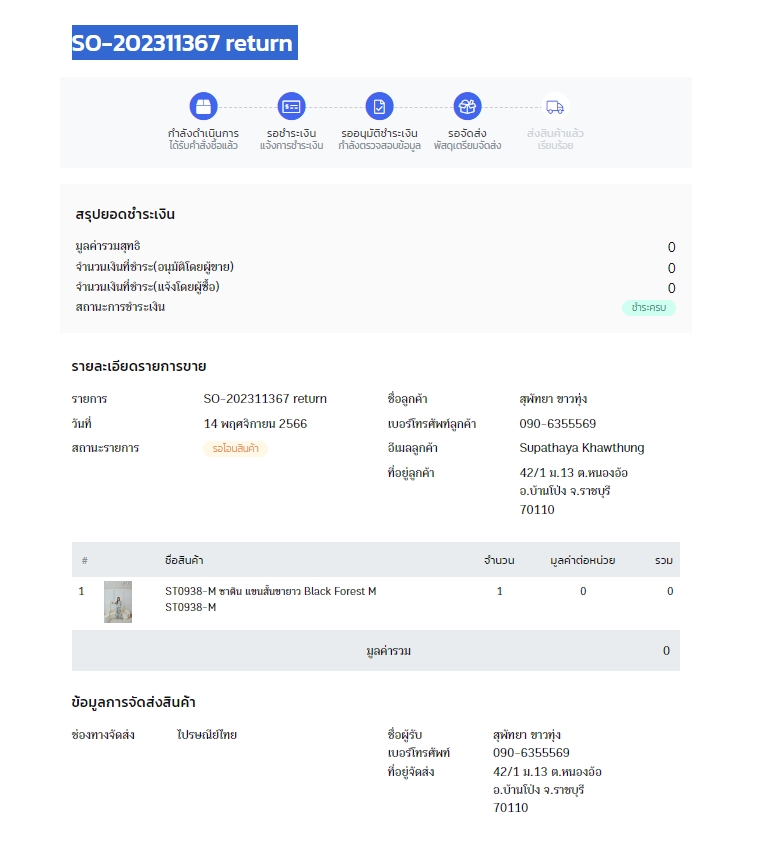 SO-202311367 return
กำลังดำเนินการ
ได้รับคำสั่งซื้อแล้ว
รอชำระเงิน
แจ้งการชำระเงิน
รออนุมัติชำระเงิน
กำลังตรวจสอบข้อมูล
รอจัดส่ง
พัสดุเตรียมจัดส่ง
ส่งสินค้าแล้ว
เรียบร้อย
สรุปยอดชำระเงิน
มูลค่ารวมสุทธิ 0
จำนวนเงินที่ชำระ(อนุมัติโดยผู้ขาย) 0
จำนวนเงินที่ชำระ(แจ้งโดยผู้ซื้อ) 0
สถานะการชำระเงิน ชำระครบ
รายละเอียดรายการขาย
รายการ SO-202311367 return
วันที่ 14 พฤศจิกายน 2566
สถานะรายการ รอโอนสินค้า
ชื่อลูกค้า สุพัทยา ขาวทุ่ง
เบอร์โทรศัพท์ลูกค้า 090-6355569
อีเมลลูกค้า Supathaya Khawthung
ที่อยู่ลูกค้า 42/1 ม.13 ต.หนองอ้อ
อ.บ้านโป่ง จ.ราชบุรี
70110
# ชื่อสินค้า จำนวน มูลค่าต่อหน่วย รวม
1 ST0938-M ซาติน แขนสั้นขายาว Black Forest M 1 0 0
ST0938-M
มูลค่ารวม 0
ข้อมูลการจัดส่งสินค้า
ช่องทางจัดส่ง ไปรษณีย์ไทย
ชื่อผู้รับ สุพัทยา ขาวทุ่ง
เบอร์โทรศัพท์ 090-6355569
ที่อยู่จัดส่ง 42/1 ม.13 ต.หนองอ้อ
อ.บ้านโป่ง จ.ราชบุรี
70110